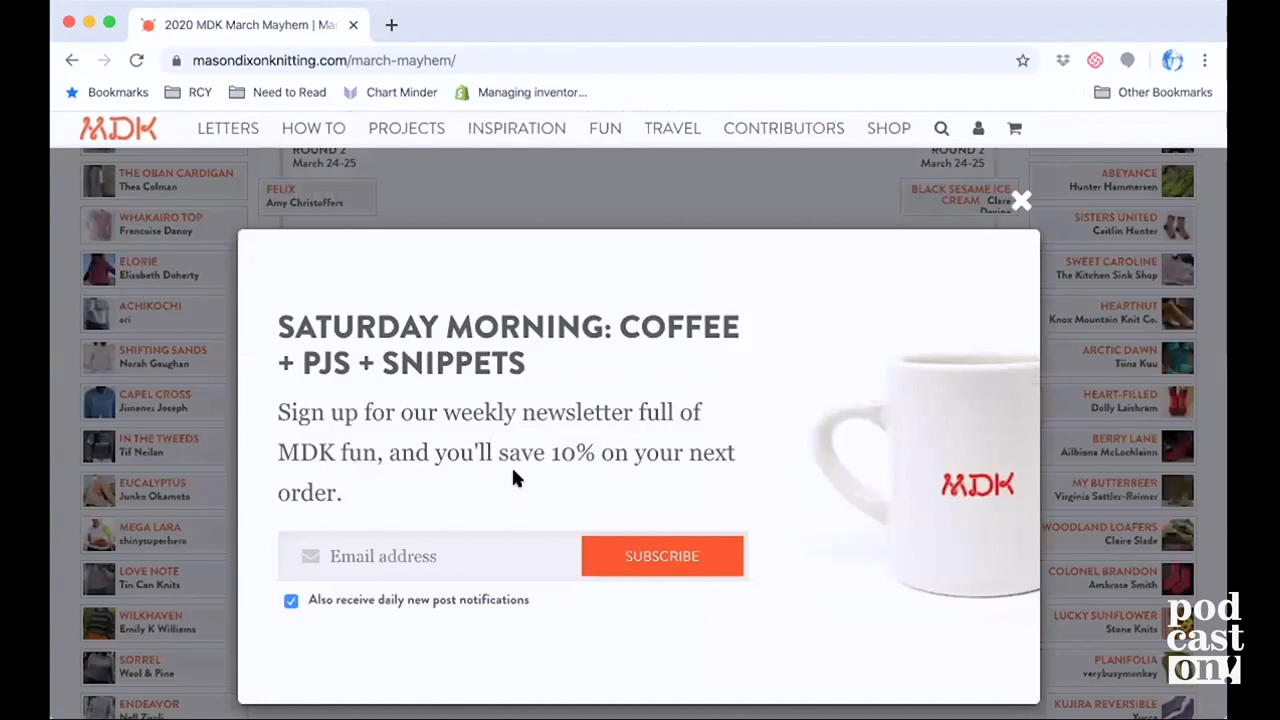 2020 MDK March Mayhem | Ma
masondixonknitting.com/march-mayhem/
Bookmarks RCY Need to Read Chart Minder Managing inventor... Other Bookmarks
MDK LETTERS HOW TO PROJECTS INSPIRATION FUN TRAVEL CONTRIBUTORS SHOP
ROUND 2
March 24-25
ROUND 2
March 24-25
THE OBAN CARDIGAN
Thea Colman
WHAKAIRO TOP
Francoise Danoy
ELORIE
Elizabeth Doherty
ACHIKOCHI
ori
SHIFTING SANDS
Norah Gaughan
CAPEL CROSS
Jimenez Joseph
IN THE TWEEDS
Tif Neilan
EUCALYPTUS
Junko Okamoto
MEGA LARA
shinysuperhero
LOVE NOTE
Tin Can Knits
WILKHAVEN
Emily K Williams
SORREL
Wool & Pine
ENDEAVOR
FELIX
Amy Christoffers
BLACK SESAME ICE
CREAM Clare
Devine
SATURDAY MORNING: COFFEE
+ PJS + SNIPPETS
Sign up for our weekly newsletter full of
MDK fun, and you'll save 10% on your next
order.
Email address
SUBSCRIBE
Also receive daily new post notifications
MDK
ABEYANCE
Hunter Hammersen
SISTERS UNITED
Caitlin Hunter
SWEET CAROLINE
The Kitchen Sink Shop
HEARTNUT
Knox Mountain Knit Co.
ARCTIC DAWN
Tiina Kuu
HEART-FILLED
Dolly Laishram
BERRY LANE
Ailbíona McLochlainn
MY BUTTERBEER
Virginia Sattler-Reimer
WOODLAND LOAFERS
Claire Slade
COLONEL BRANDON
Ambrose Smith
LUCKY SUNFLOWER
Stone Knits
PLANIFOLIA
verybusymonkey
KUJIRA REVERSIBLE
pod
cast
on!